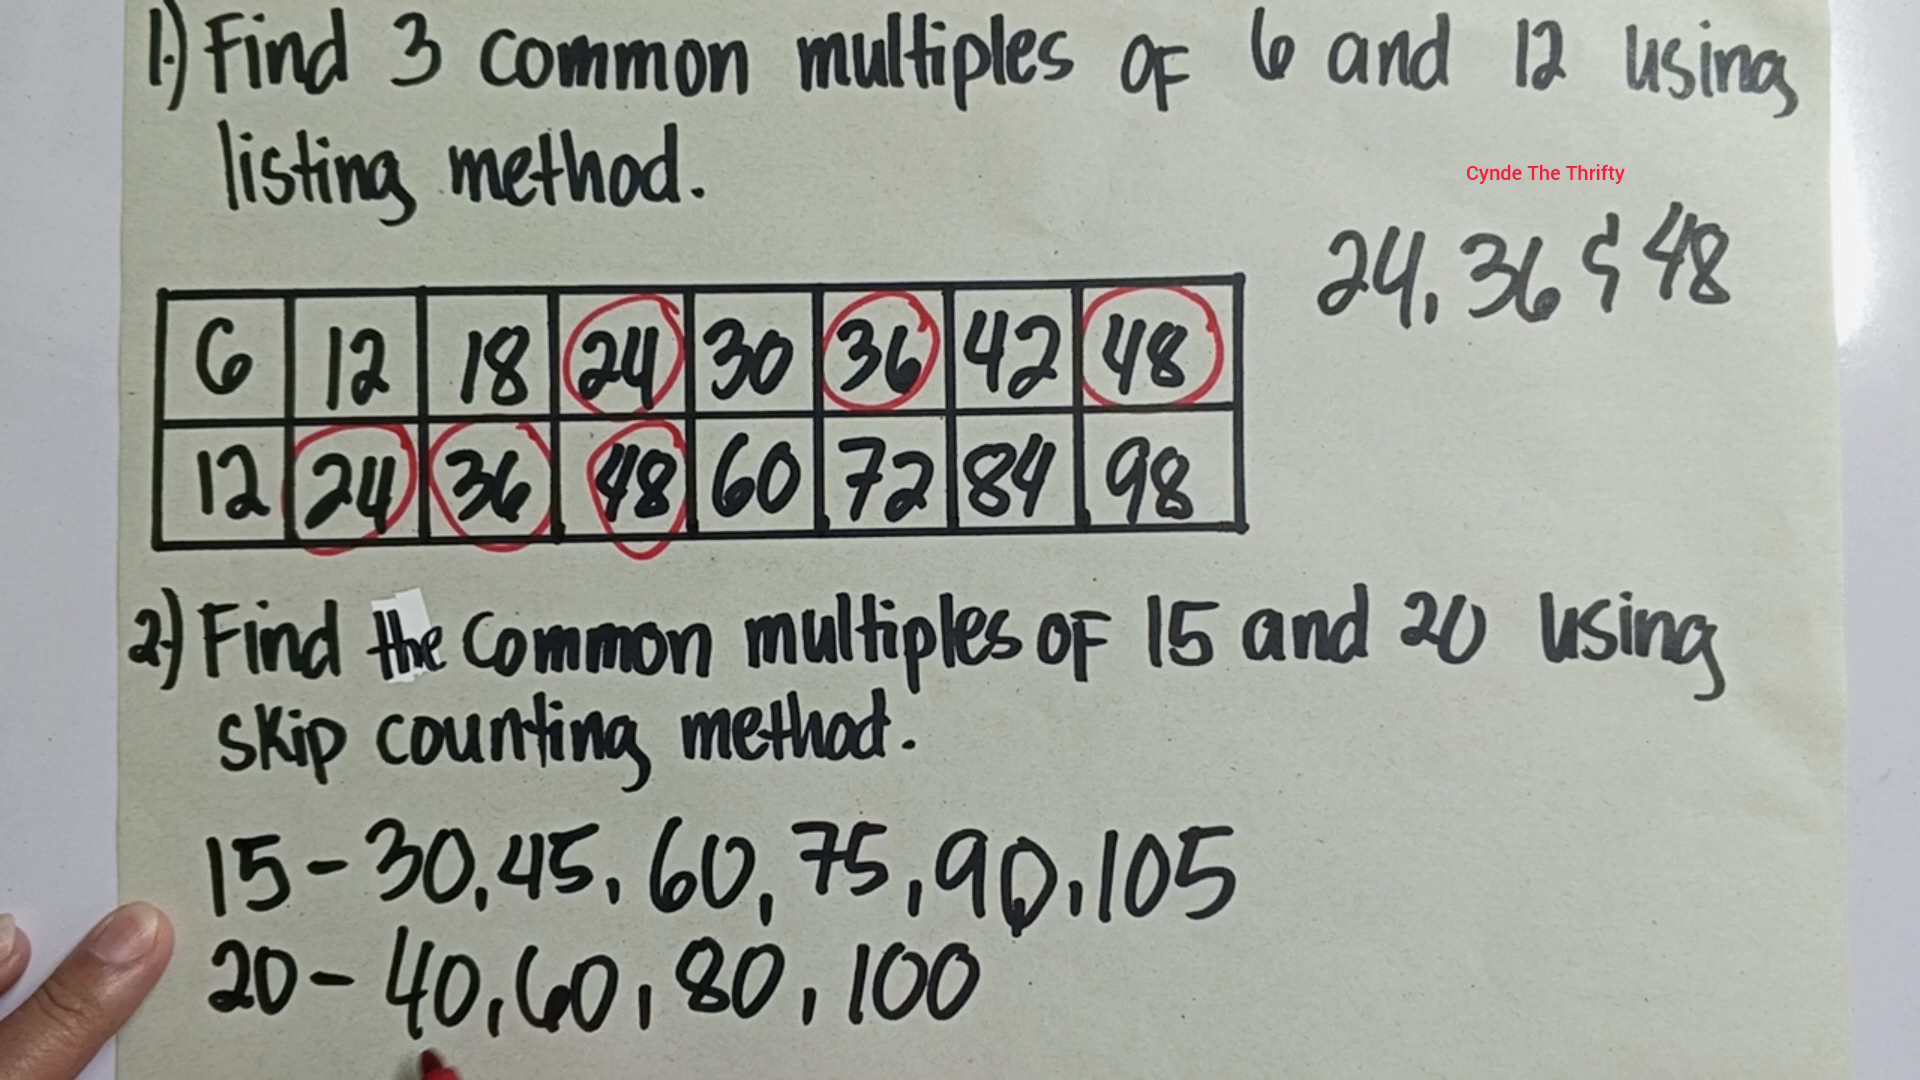 1.) Find 3 common multiples of 6 and 12 using
listing method.
Cynde The Thrifty
24, 36 & 48
6 12 18 24 30 36 42 48
12 24 36 48 60 72 84 98
2.) Find the Common multiples of 15 and 20 using
skip counting method.
15 - 30, 45, 60, 75, 90, 105
20 - 40, 60, 80, 100